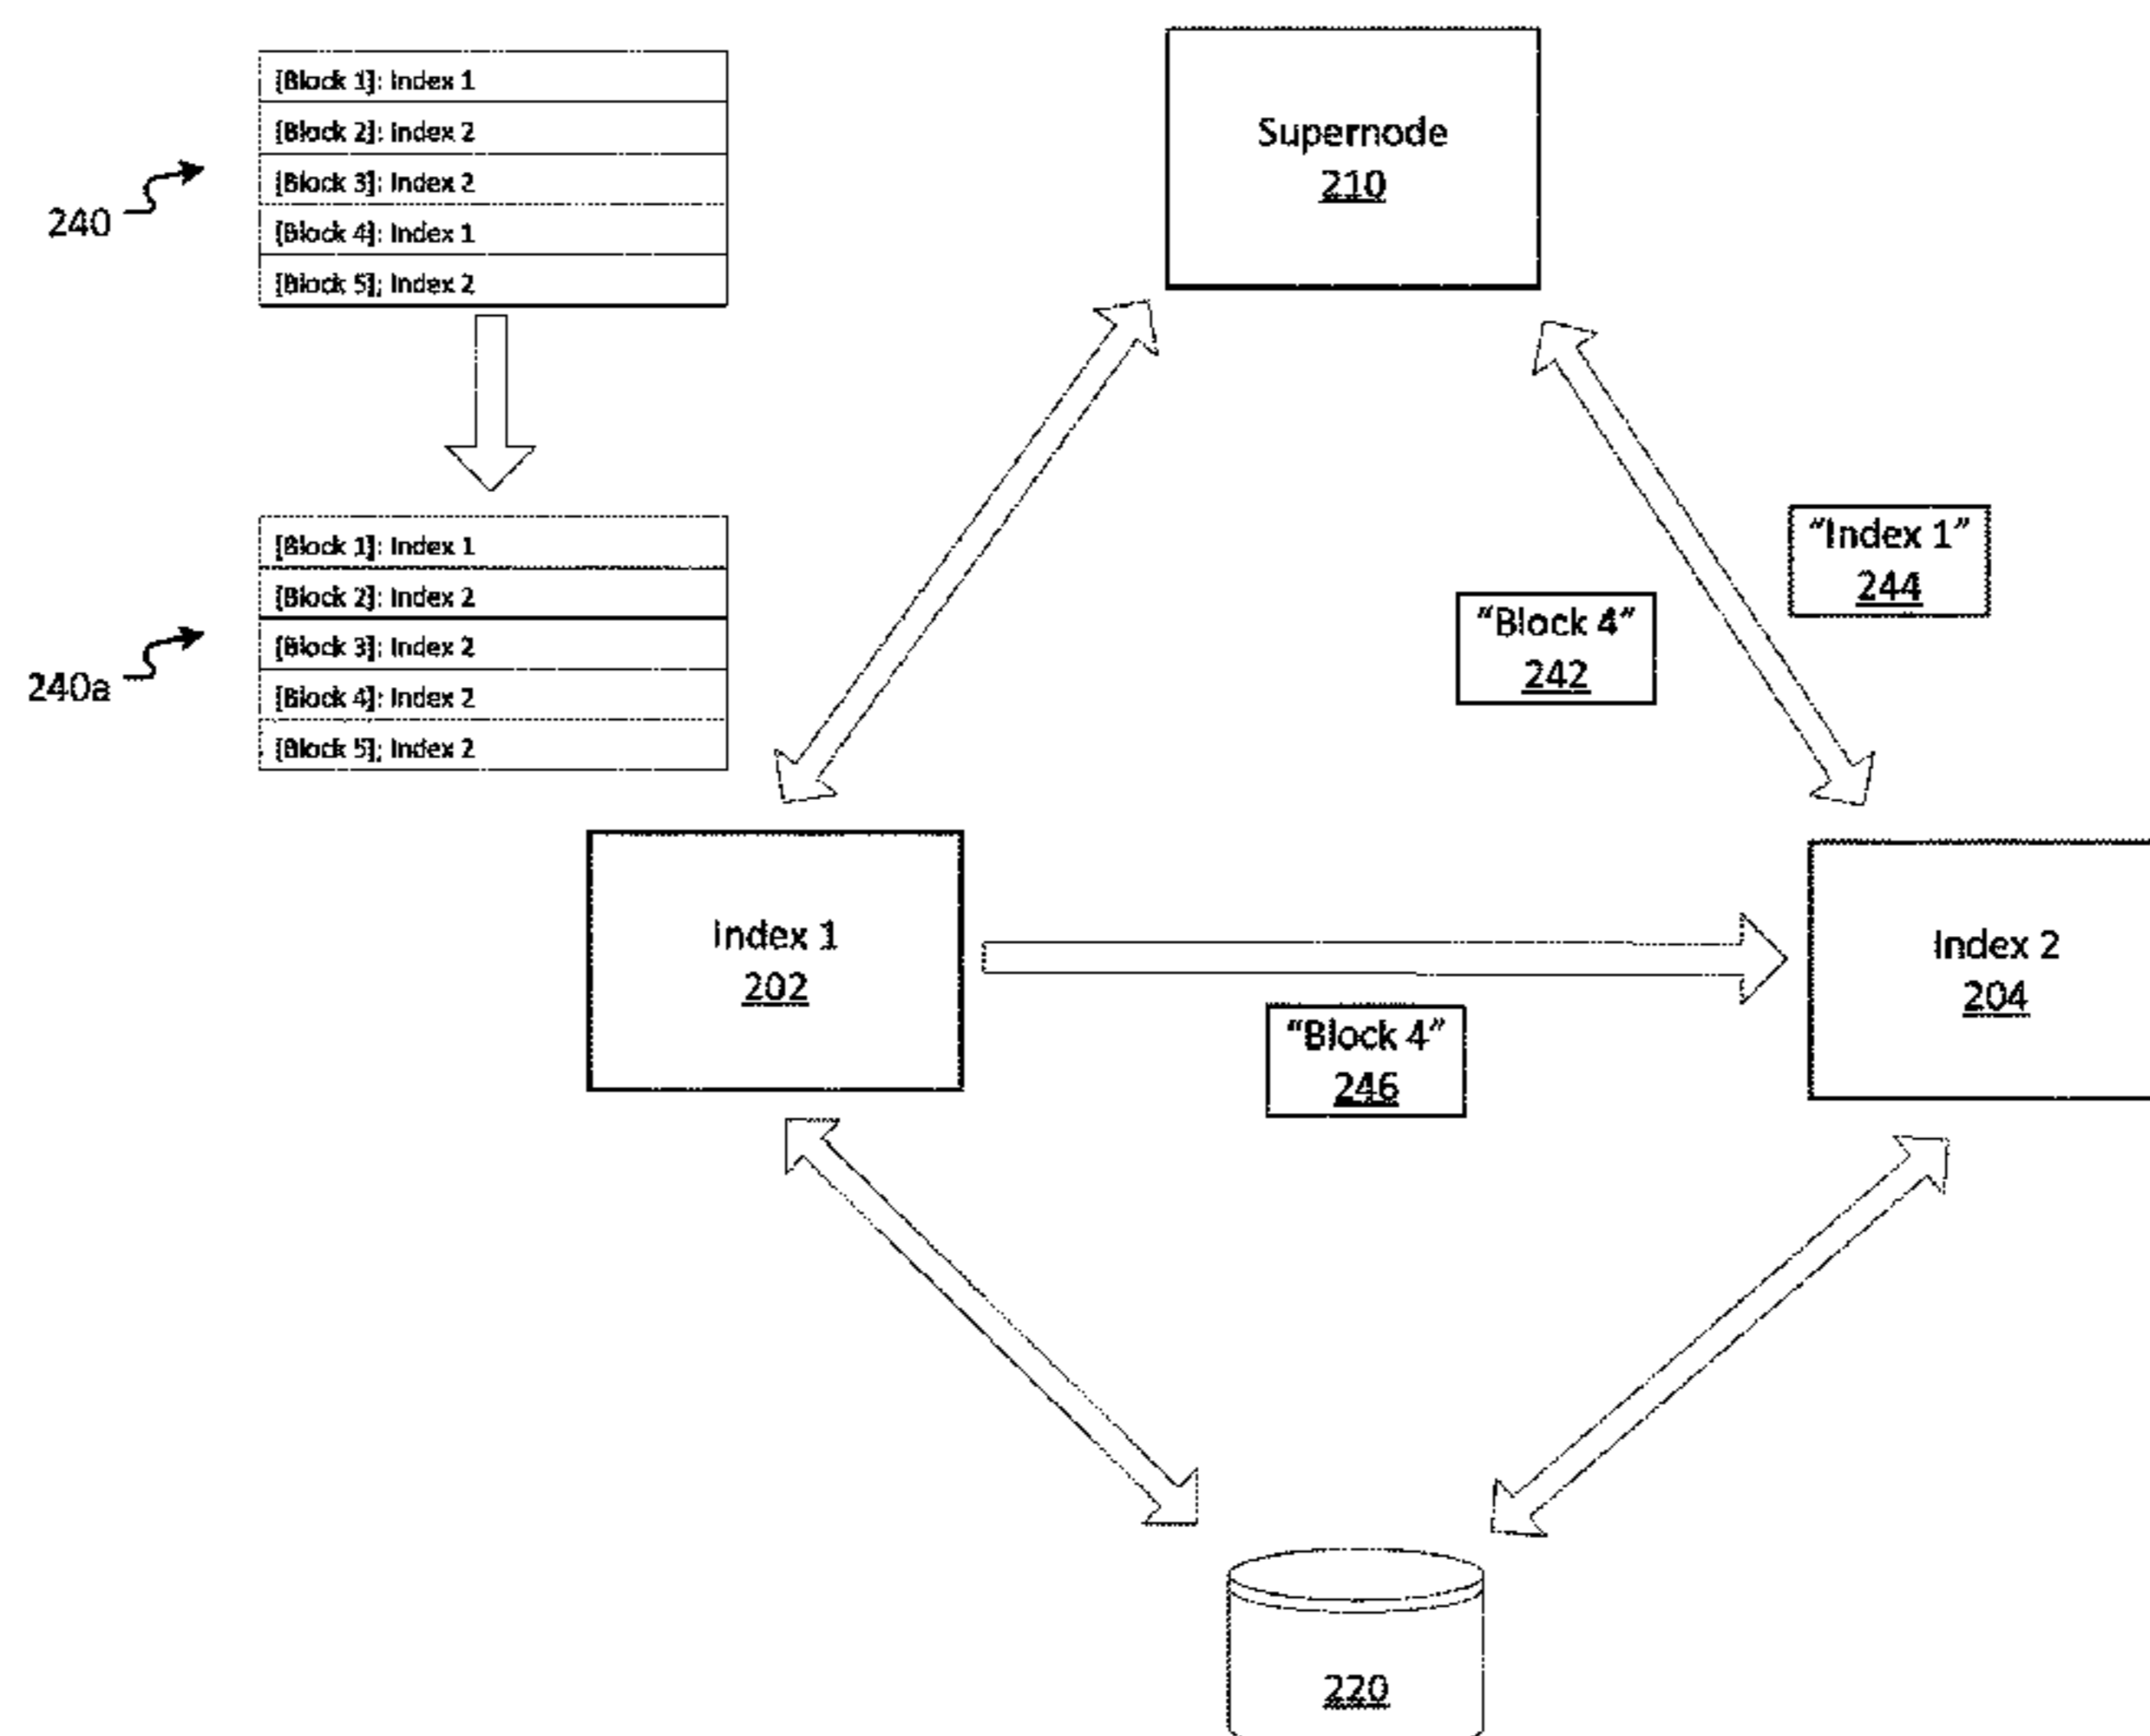 [Block 1]: Index 1
[Block 2]: Index 2
[Block 3]: Index 2
[Block 4]: Index 1
[Block 5]; Index 2
240
Supernode
210
[Block 1]: Index 1
[Block 2]: Index 2
[Block 3]: Index 2
[Block 4]: Index 2
[Block 5]; Index 2
240a
“Index 1”
244
“Block 4”
242
Index 1
202
Index 2
204
“Block 4”
246
220